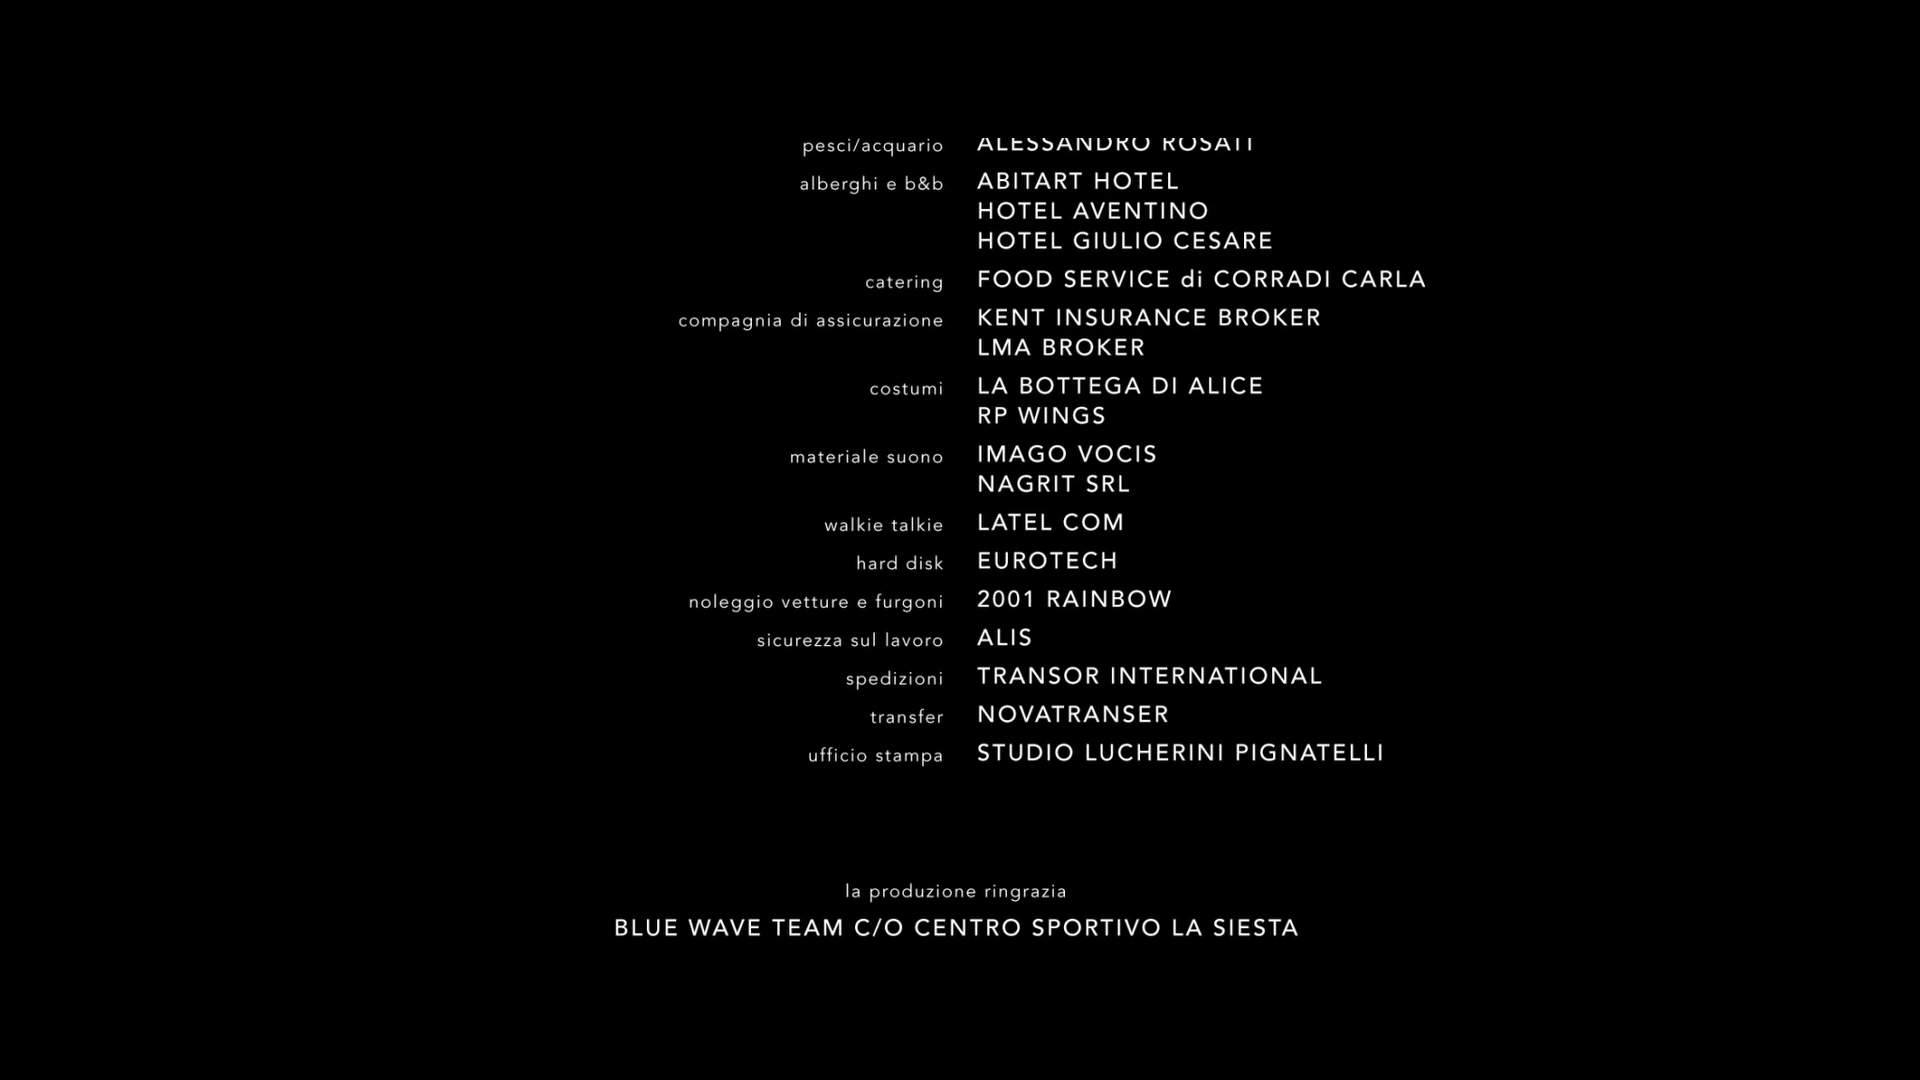 pesci/acquario ALESSANDRO ROSATI
alberghi e b&b ABITART HOTEL
HOTEL AVENTINO
HOTEL GIULIO CESARE
catering FOOD SERVICE di CORRADI CARLA
compagnia di assicurazione KENT INSURANCE BROKER
LMA BROKER
costumi LA BOTTEGA DI ALICE
RP WINGS
materiale suono IMAGO VOCIS
NAGRIT SRL
walkie talkie LATEL COM
hard disk EUROTECH
noleggio vetture e furgoni 2001 RAINBOW
sicurezza sul lavoro ALIS
spedizioni TRANSOR INTERNATIONAL
transfer NOVATRANSER
ufficio stampa STUDIO LUCHERINI PIGNATELLI
la produzione ringrazia
BLUE WAVE TEAM C/O CENTRO SPORTIVO LA SIESTA